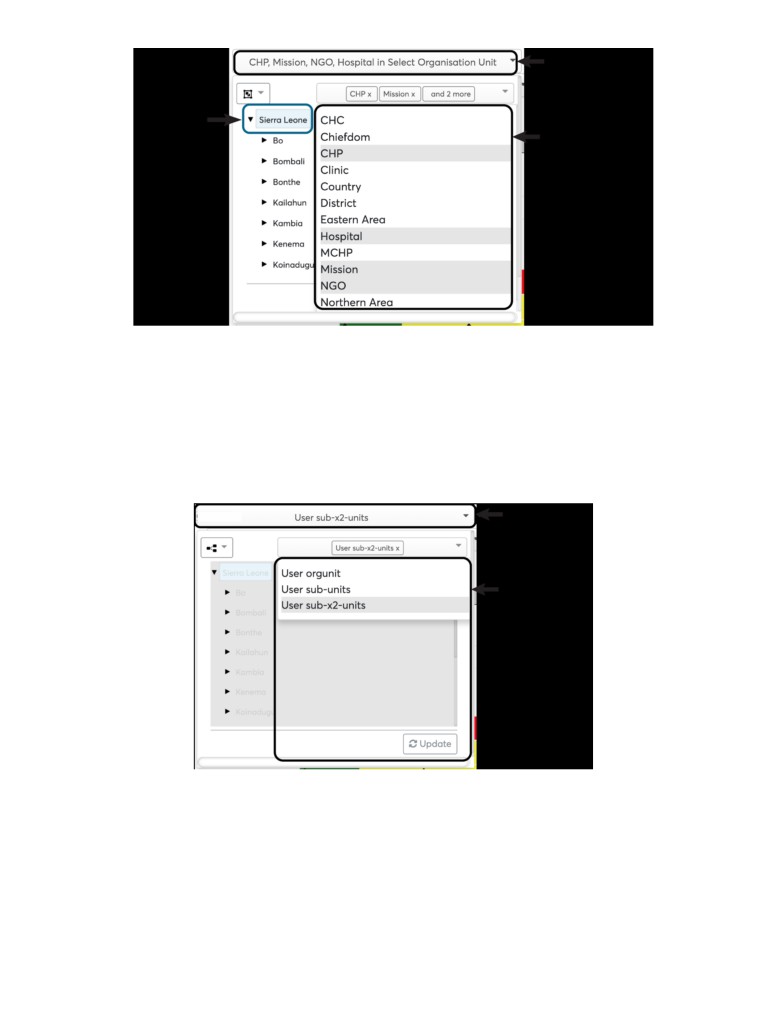 CHP, Mission, NGO, Hospital in Select Organisation Unit
CHP x Mission x and 2 more
Sierra Leone
Bo
Bombali
Bonthe
Kailahun
Kambia
Kenema
Koinadugu
CHC
Chiefdom
CHP
Clinic
Country
District
Eastern Area
Hospital
MCHP
Mission
NGO
Northern Area
User sub-x2-units
User sub-x2-units x
Sierra Leone
Bo
Bombali
Bonthe
Kailahun
Kambia
Kenema
Koinadugu
User orgunit
User sub-units
User sub-x2-units
Update